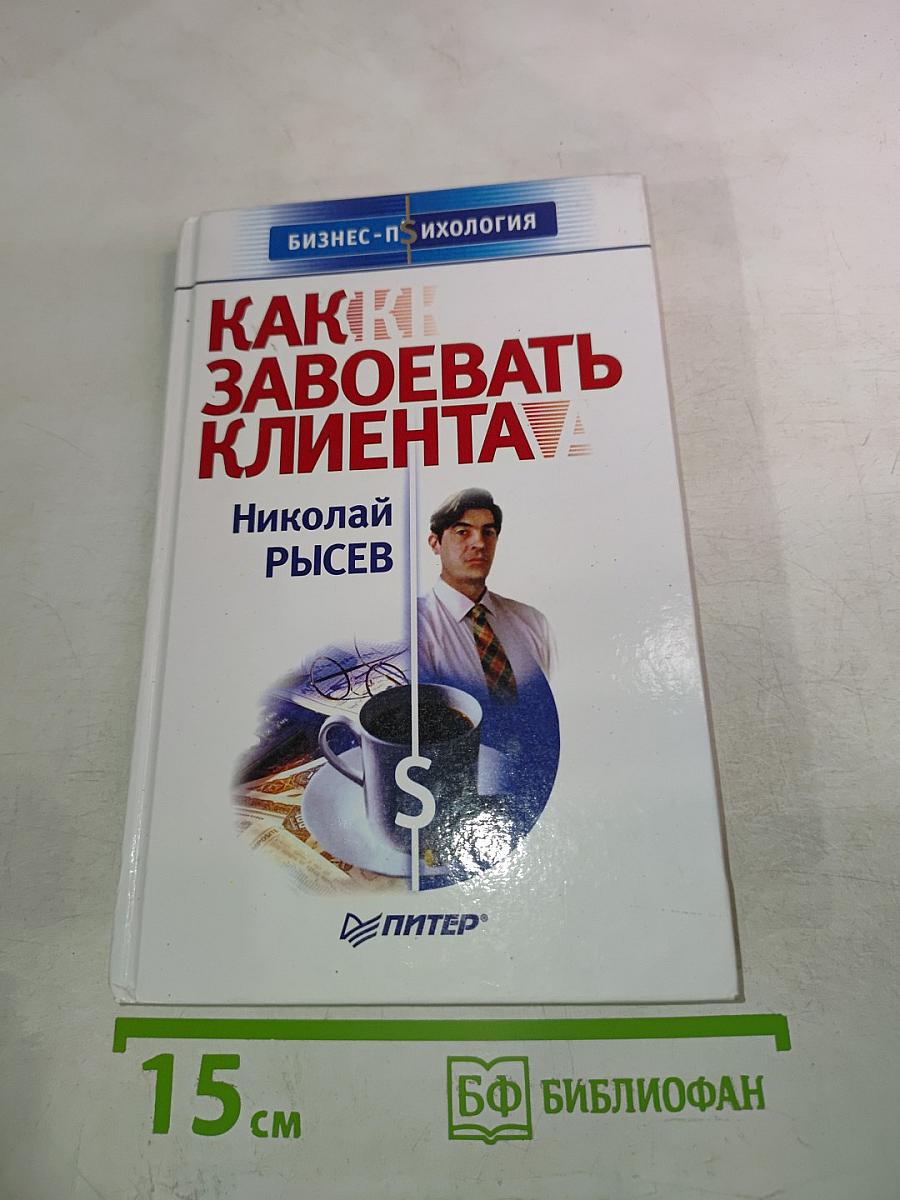 БИЗНЕС-ПSИХОЛОГИЯ
КАК
ЗАВОЕВАТЬ
КЛИЕНТА
Николай
РЫСЕВ
S
ПИТЕР®
15 см
БФ БИБЛИОФАН